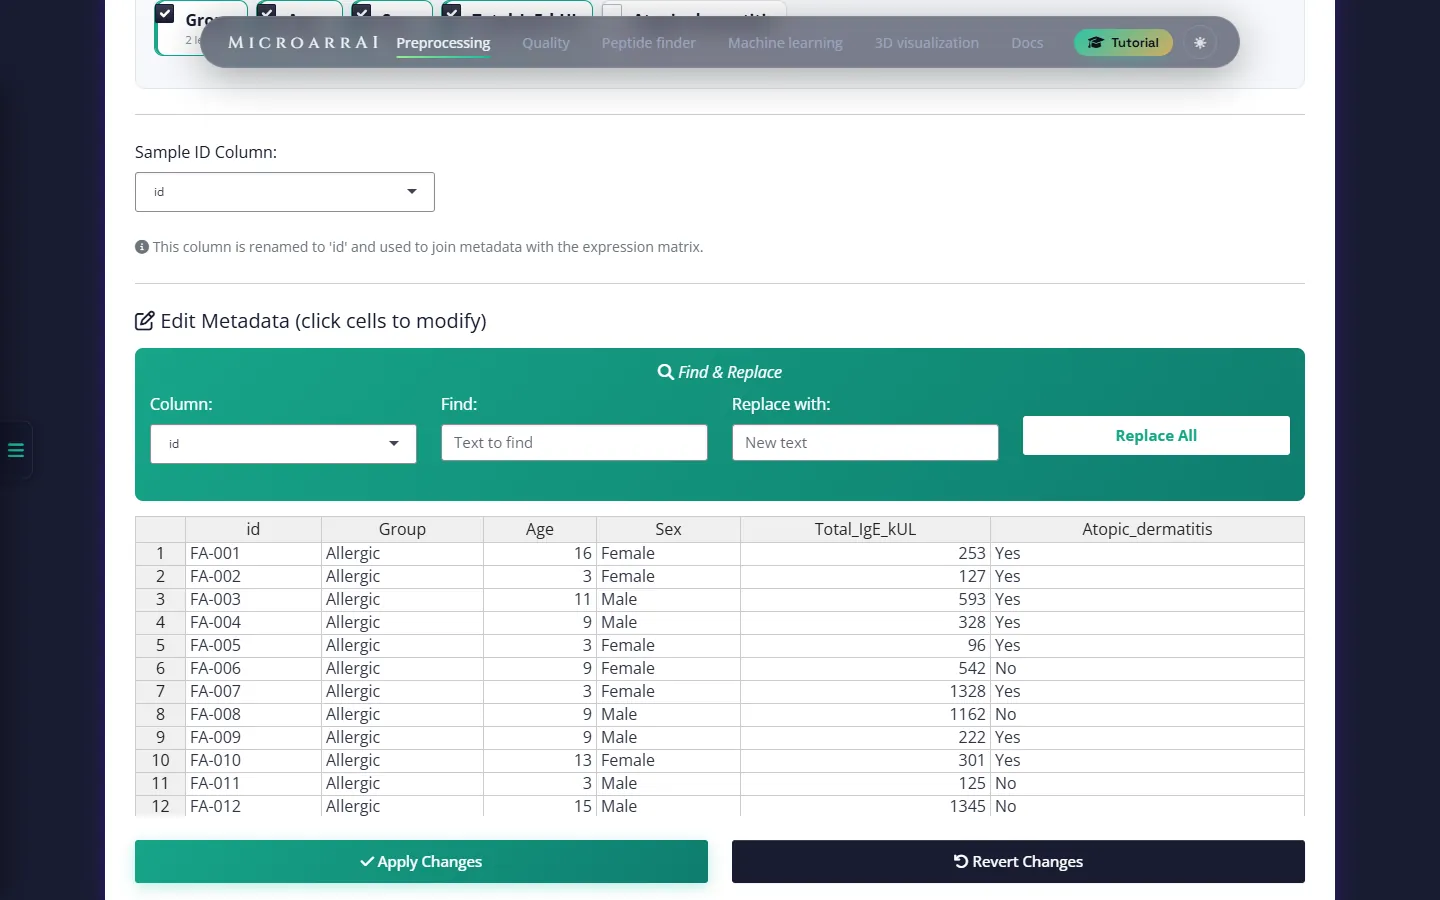 MICROARRAI Preprocessing Quality Peptide finder Machine learning 3D visualization Docs Tutorial
Sample ID Column:
id
This column is renamed to 'id' and used to join metadata with the expression matrix.
Edit Metadata (click cells to modify)
Find & Replace
Column: Find: Replace with:
id Text to find New text Replace All
id Group Age Sex Total_IgE_kUL Atopic_dermatitis
1 FA-001 Allergic 16 Female 253 Yes
2 FA-002 Allergic 3 Female 127 Yes
3 FA-003 Allergic 11 Male 593 Yes
4 FA-004 Allergic 9 Male 328 Yes
5 FA-005 Allergic 3 Female 96 Yes
6 FA-006 Allergic 9 Female 542 No
7 FA-007 Allergic 3 Female 1328 Yes
8 FA-008 Allergic 9 Male 1162 No
9 FA-009 Allergic 9 Male 222 Yes
10 FA-010 Allergic 13 Female 301 Yes
11 FA-011 Allergic 3 Male 125 No
12 FA-012 Allergic 15 Male 1345 No
Apply Changes Revert Changes